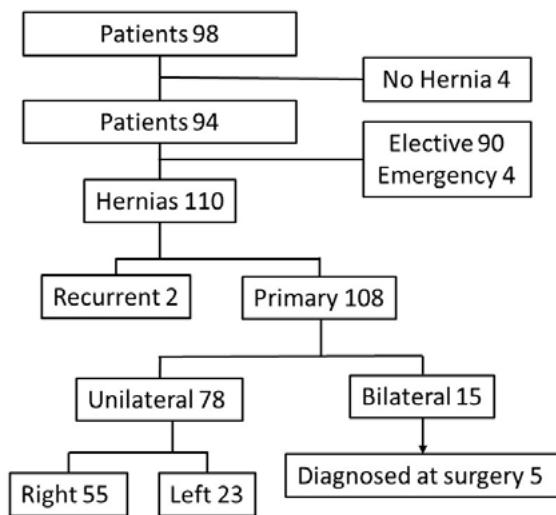 Patients 98
No Hernia 4
Patients 94
Elective 90
Emergency 4
Hernias 110
Recurrent 2
Primary 108
Unilateral 78
Bilateral 15
Right 55
Left 23
Diagnosed at surgery 5